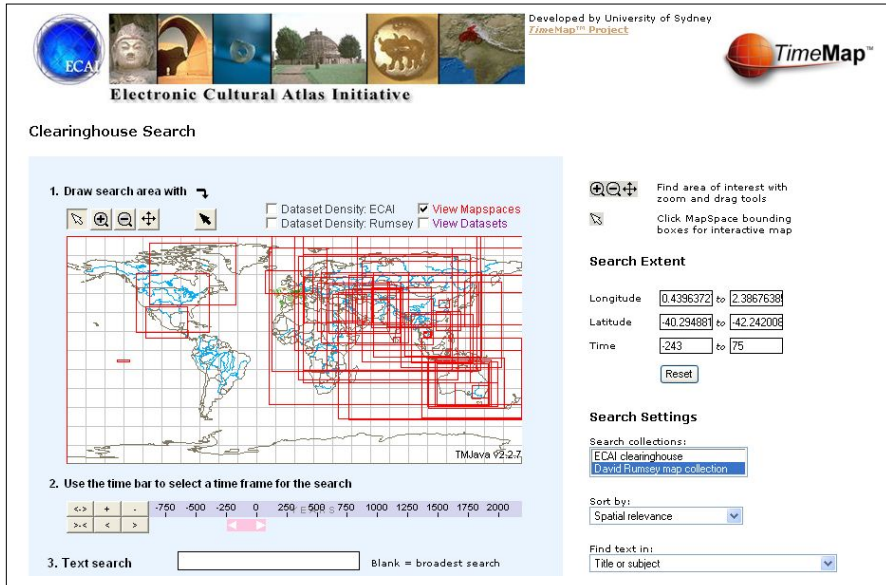 Developed by University of Sydney
TimeMap™ Project
ECAI
TimeMap™
Electronic Cultural Atlas Initiative
Clearinghouse Search
1. Draw search area with
Dataset Density: ECAI View Mapspaces
Dataset Density: Rumsey View Datasets
TMJava v2.2.7
2. Use the time bar to select a time frame for the search
<·> + - -750 -500 -250 0 250 500 750 1000 1250 1500 1750 2000
YEARS
>·< < >
3. Text search Blank = broadest search
Find area of interest with
zoom and drag tools
Click MapSpace bounding
boxes for interactive map
Search Extent
Longitude 0.4396372 to 2.3867638
Latitude -40.294881 to -42.242008
Time -243 to 75
Reset
Search Settings
Search collections:
ECAI clearinghouse
David Rumsey map collection
Sort by:
Spatial relevance
Find text in:
Title or subject